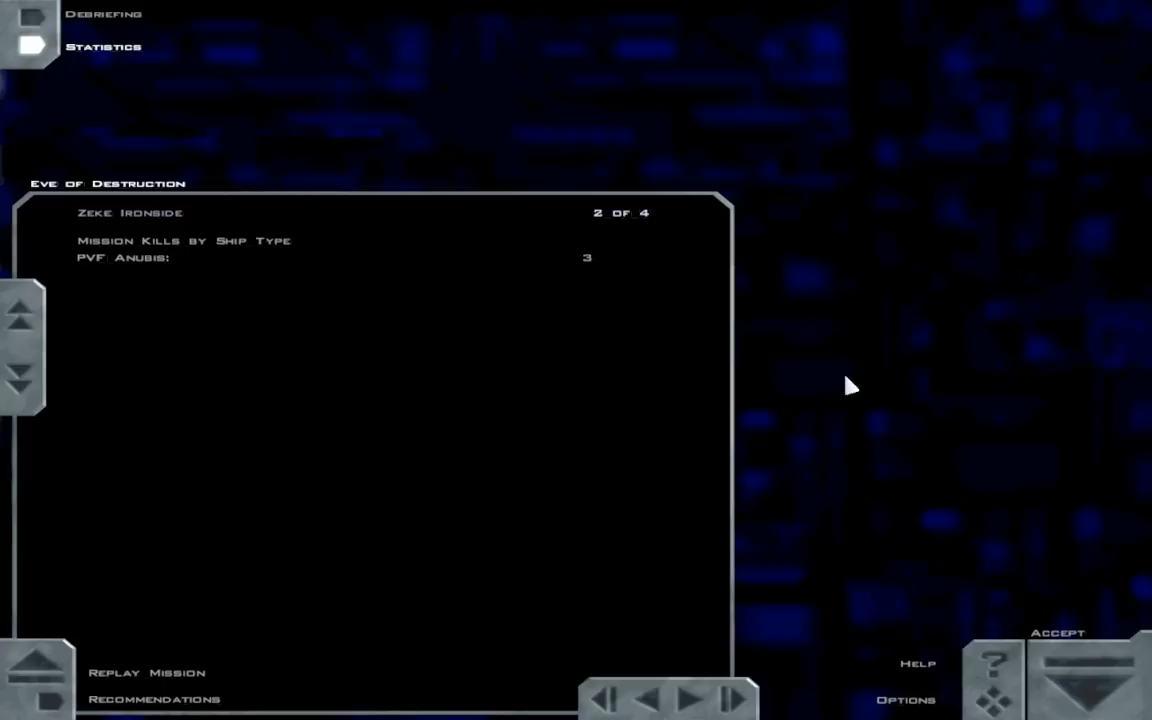 Debriefing
Statistics
Eve of Destruction
Zeke Ironside 2 of 4
Mission Kills by Ship Type
PVF Anubis: 3
Replay Mission
Recommendations
Accept
Help
?
Options